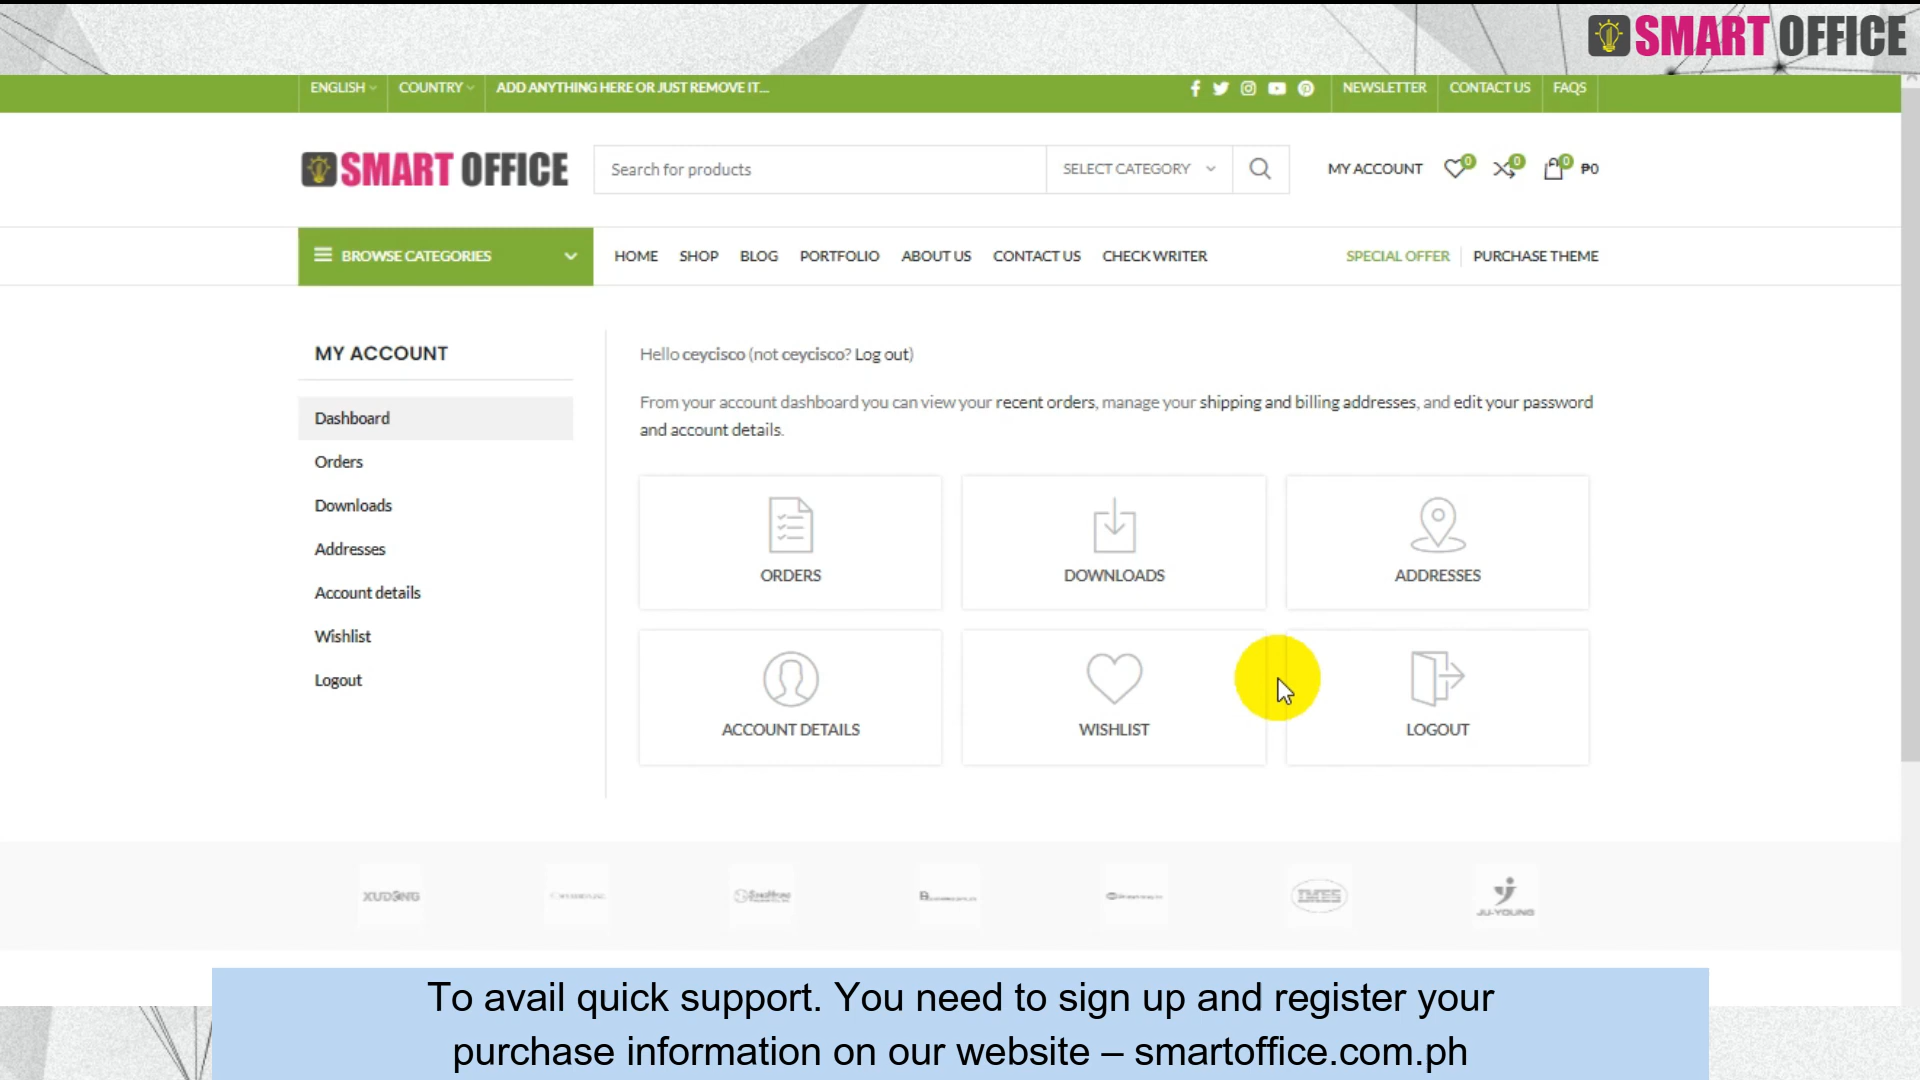 SMART OFFICE
ENGLISH COUNTRY ADD ANYTHING HERE OR JUST REMOVE IT... NEWSLETTER CONTACT US FAQS
SMART OFFICE Search for products SELECT CATEGORY MY ACCOUNT 0 0 0 ₱0
BROWSE CATEGORIES HOME SHOP BLOG PORTFOLIO ABOUT US CONTACT US CHECK WRITER SPECIAL OFFER PURCHASE THEME
MY ACCOUNT
Dashboard
Orders
Downloads
Addresses
Account details
Wishlist
Logout
Hello ceycisco (not ceycisco? Log out)
From your account dashboard you can view your recent orders, manage your shipping and billing addresses, and edit your password
and account details.
ORDERS DOWNLOADS ADDRESSES
ACCOUNT DETAILS WISHLIST LOGOUT
XUDONG
JU-YOUNG
To avail quick support. You need to sign up and register your
purchase information on our website – smartoffice.com.ph